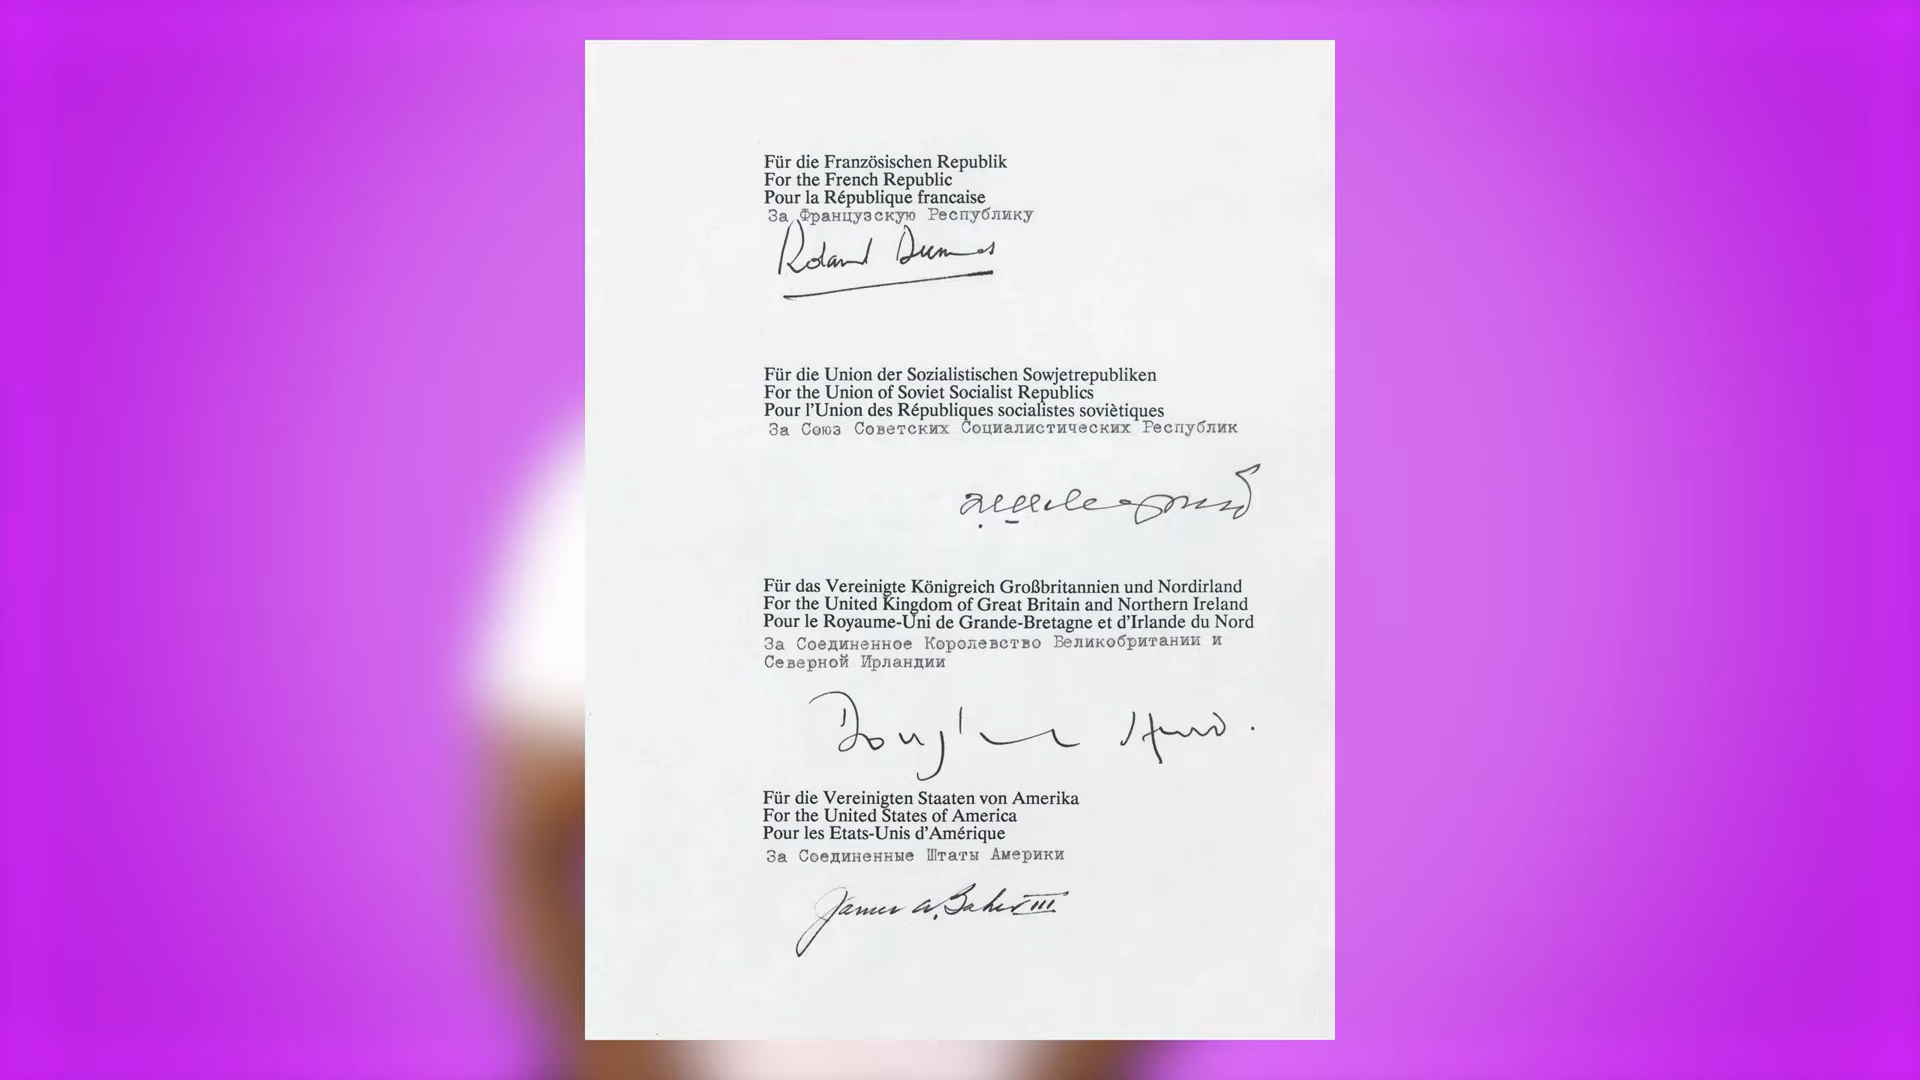 Für die Französischen Republik
For the French Republic
Pour la République francaise
За Французскую Республику
Roland Dumas
Für die Union der Sozialistischen Sowjetrepubliken
For the Union of Soviet Socialist Republics
Pour l'Union des Républiques socialistes soviètiques
За Союз Советских Социалистических Республик
Für das Vereinigte Königreich Großbritannien und Nordirland
For the United Kingdom of Great Britain and Northern Ireland
Pour le Royaume-Uni de Grande-Bretagne et d'Irlande du Nord
За Соединенное Королевство Великобритании и
Северной Ирландии
Douglas Hurd.
Für die Vereinigten Staaten von Amerika
For the United States of America
Pour les Etats-Unis d'Amérique
За Соединенные Штаты Америки
James A. Baker III